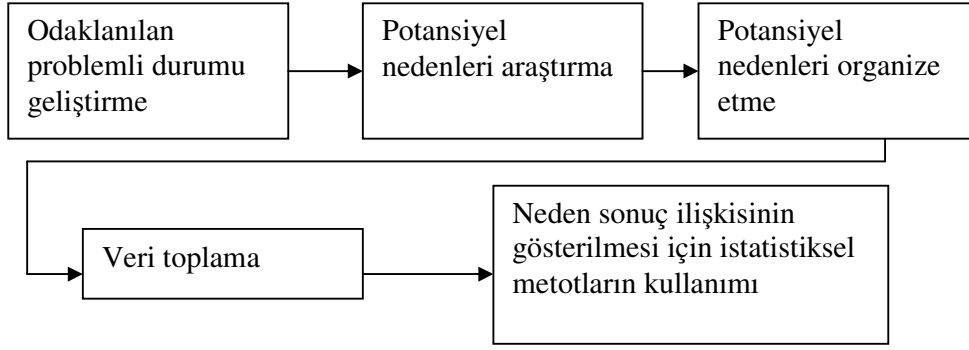 Odaklanılan
problemli durumu
geliştirme
Potansiyel
nedenleri araştırma
Potansiyel
nedenleri organize
etme
Veri toplama
Neden sonuç ilişkisinin
gösterilmesi için istatistiksel
metotların kullanımı